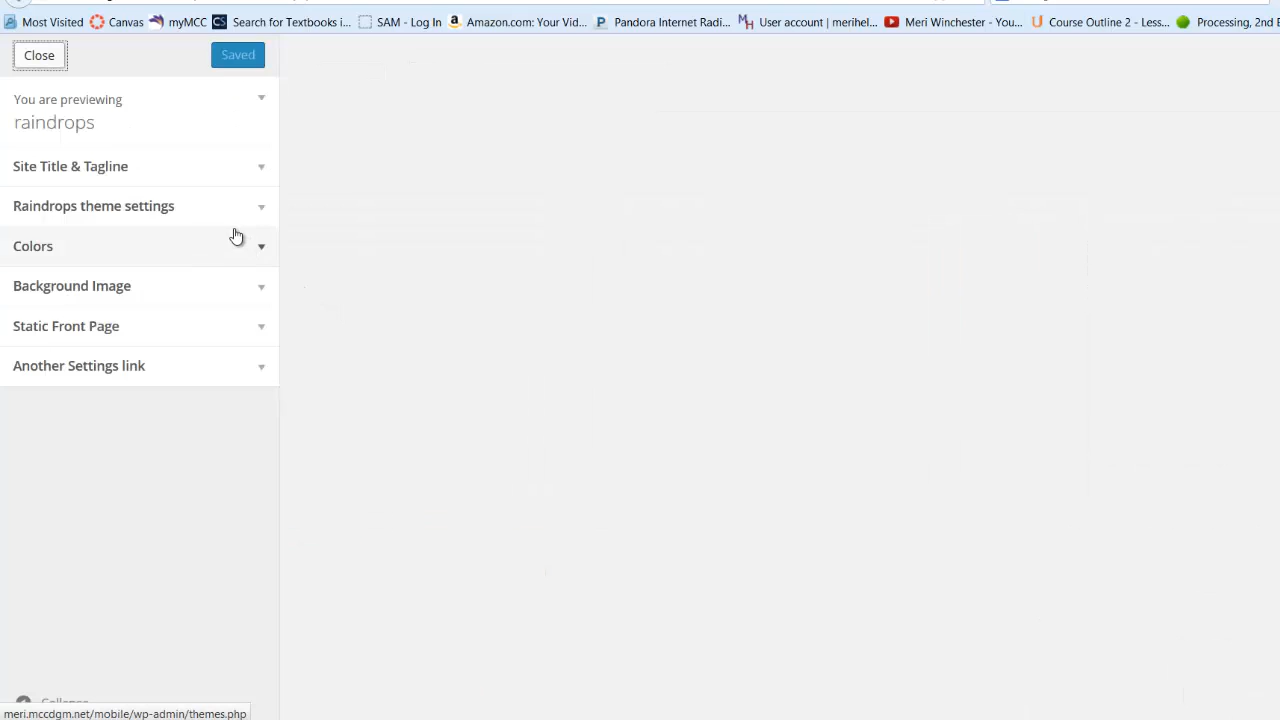 Most Visited Canvas myMCC Search for Textbooks i... SAM - Log In Amazon.com: Your Vid... Pandora Internet Radi... User account | merihel... Meri Winchester - You... Course Outline 2 - Less... Processing, 2nd E
Close Saved
You are previewing
raindrops
Site Title & Tagline
Raindrops theme settings
Colors
Background Image
Static Front Page
Another Settings link
Collapse
meri.mccdgm.net/mobile/wp-admin/themes.php